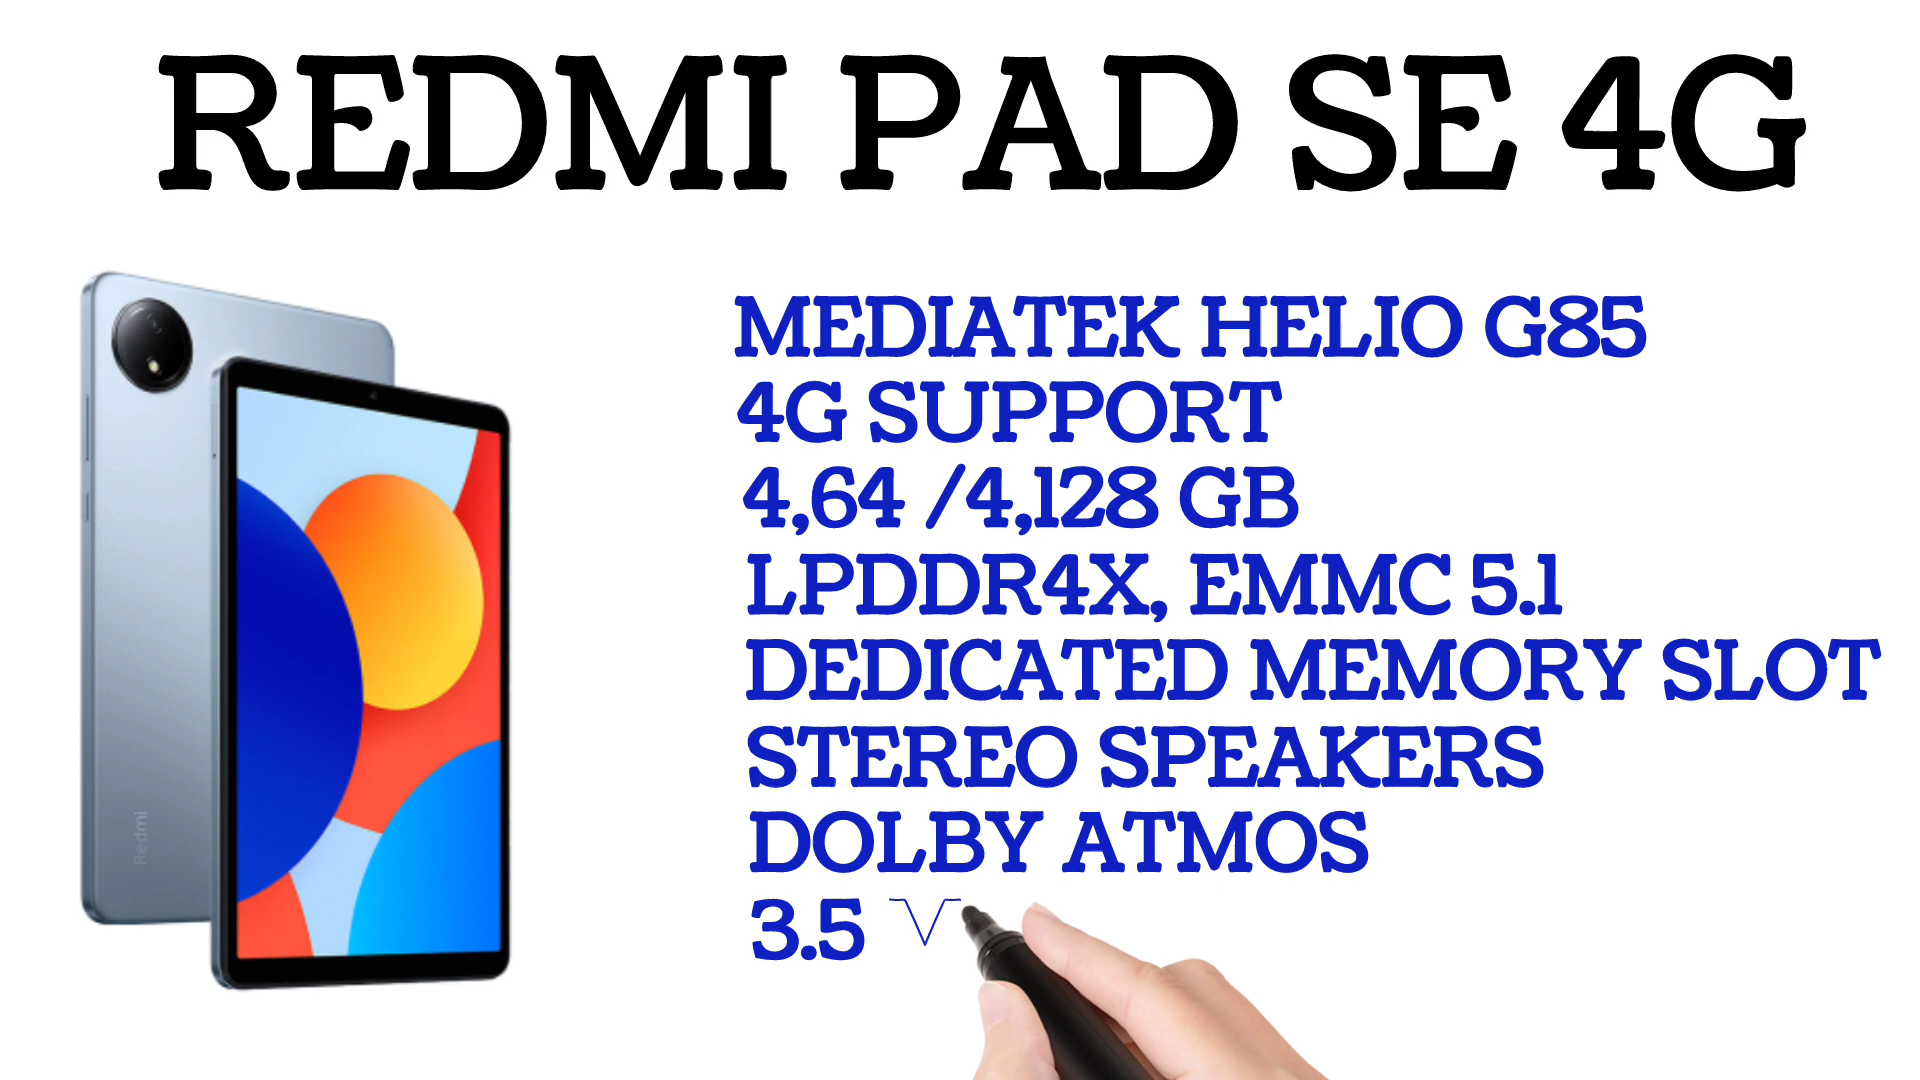 REDMI PAD SE 4G
MEDIATEK HELIO G85
4G SUPPORT
4,64 /4,128 GB
LPDDR4X, EMMC 5.1
DEDICATED MEMORY SLOT
STEREO SPEAKERS
DOLBY ATMOS
3.5
Redmi